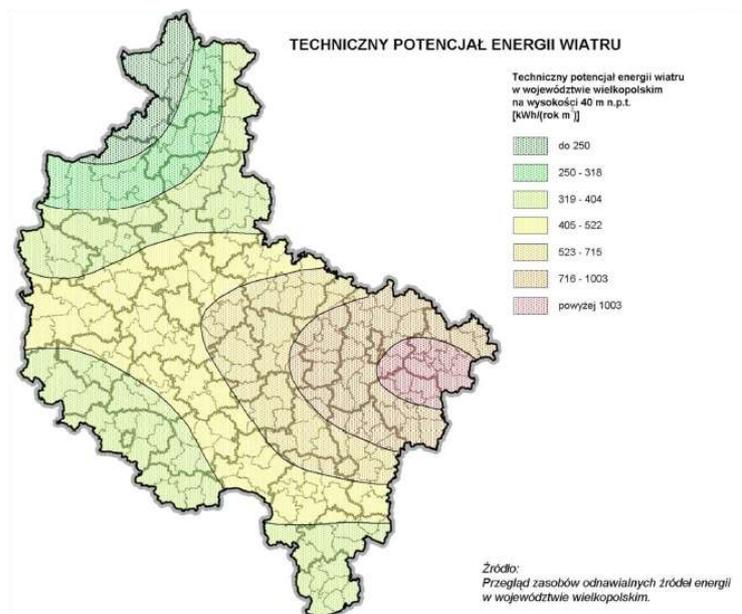 TECHNICZNY POTENCJAŁ ENERGII WIATRU
Techniczny potencjał energii wiatru
w województwie wielkopolskim
na wysokości 40 m n.p.t.
[kWh/(rok m²)]
do 250
250 - 318
319 - 404
405 - 522
523 - 715
716 - 1003
powyżej 1003
Źródło:
Przegląd zasobów odnawialnych źródeł energii
w województwie wielkopolskim.